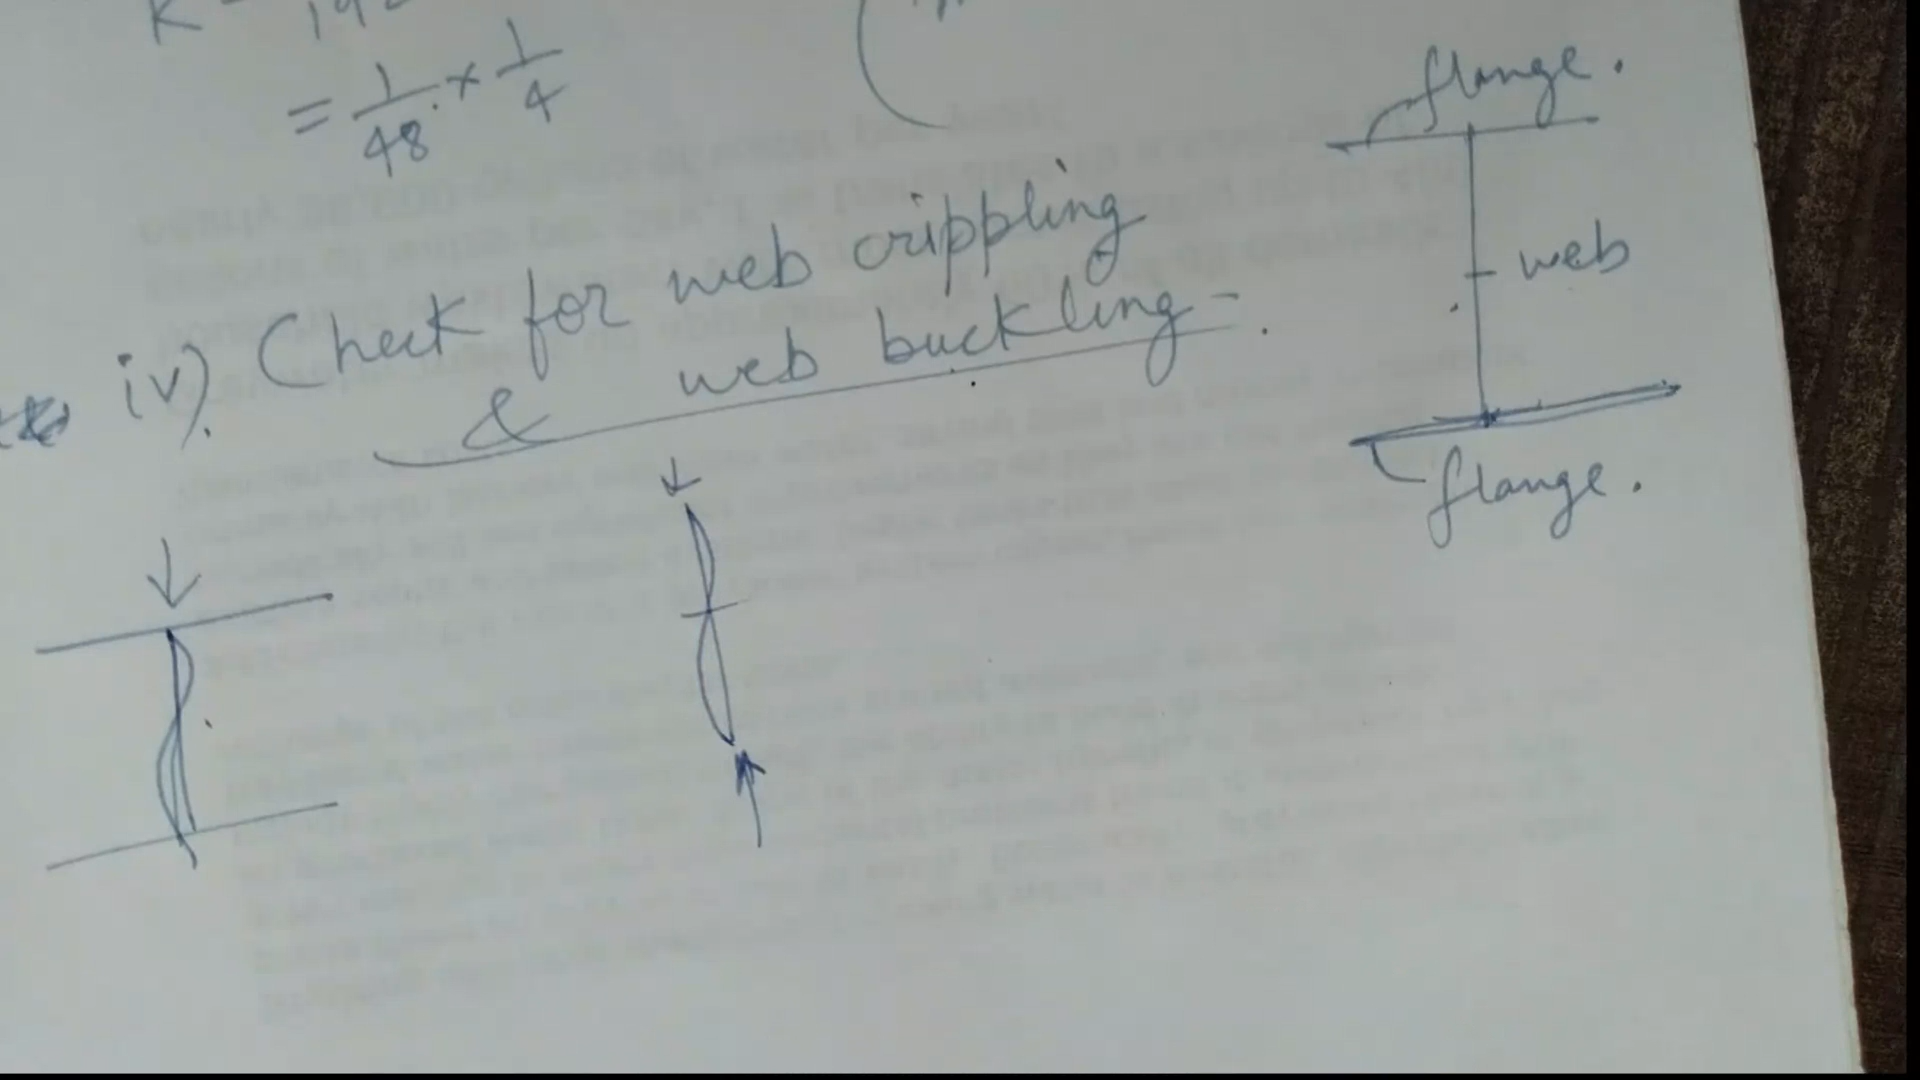 = 1/48 × 1/4
iv) Check for web crippling
& web buckling -
flange.
web
flange.